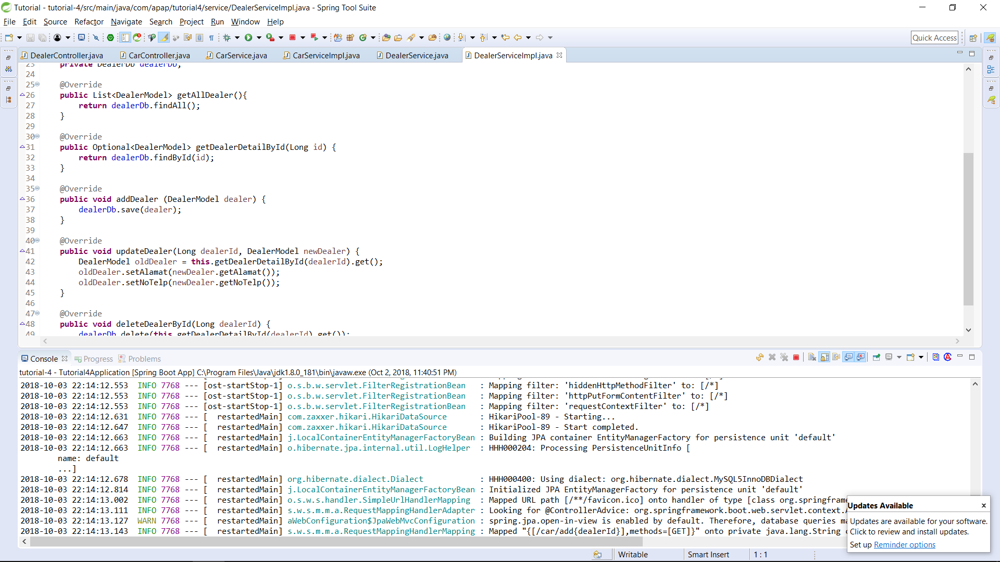 Tutorial - tutorial-4/src/main/java/com/apap/tutorial4/service/DealerServiceImpl.java - Spring Tool Suite
File Edit Source Refactor Navigate Search Project Run Window Help
Quick Access
DealerController.java CarController.java CarService.java CarServiceImpl.java DealerService.java DealerServiceImpl.java
23 private DealerDb dealerDb;
24
25 @Override
26 public List<DealerModel> getAllDealer(){
27 return dealerDb.findAll();
28 }
29
30 @Override
31 public Optional<DealerModel> getDealerDetailById(Long id) {
32 return dealerDb.findById(id);
33 }
34
35 @Override
36 public void addDealer (DealerModel dealer) {
37 dealerDb.save(dealer);
38 }
39
40 @Override
41 public void updateDealer(Long dealerId, DealerModel newDealer) {
42 DealerModel oldDealer = this.getDealerDetailById(dealerId).get();
43 oldDealer.setAlamat(newDealer.getAlamat());
44 oldDealer.setNoTelp(newDealer.getNoTelp());
45 }
46
47 @Override
48 public void deleteDealerById(Long dealerId) {
49 dealerDb.delete(this.getDealerDetailById(dealerId).get());
Console Progress Problems
tutorial-4 - Tutorial4Application [Spring Boot App] C:\Program Files\Java\jdk1.8.0_181\bin\javaw.exe (Oct 2, 2018, 11:40:51 PM)
2018-10-03 22:14:12.553 INFO 7768 --- [ost-startStop-1] o.s.b.w.servlet.FilterRegistrationBean : Mapping filter: 'hiddenHttpMethodFilter' to: [/*]
2018-10-03 22:14:12.553 INFO 7768 --- [ost-startStop-1] o.s.b.w.servlet.FilterRegistrationBean : Mapping filter: 'httpPutFormContentFilter' to: [/*]
2018-10-03 22:14:12.553 INFO 7768 --- [ost-startStop-1] o.s.b.w.servlet.FilterRegistrationBean : Mapping filter: 'requestContextFilter' to: [/*]
2018-10-03 22:14:12.631 INFO 7768 --- [ restartedMain] com.zaxxer.hikari.HikariDataSource : HikariPool-89 - Starting...
2018-10-03 22:14:12.647 INFO 7768 --- [ restartedMain] com.zaxxer.hikari.HikariDataSource : HikariPool-89 - Start completed.
2018-10-03 22:14:12.663 INFO 7768 --- [ restartedMain] j.LocalContainerEntityManagerFactoryBean : Building JPA container EntityManagerFactory for persistence unit 'default'
2018-10-03 22:14:12.663 INFO 7768 --- [ restartedMain] o.hibernate.jpa.internal.util.LogHelper : HHH000204: Processing PersistenceUnitInfo [
name: default
...]
2018-10-03 22:14:12.678 INFO 7768 --- [ restartedMain] org.hibernate.dialect.Dialect : HHH000400: Using dialect: org.hibernate.dialect.MySQL5InnoDBDialect
2018-10-03 22:14:12.814 INFO 7768 --- [ restartedMain] j.LocalContainerEntityManagerFactoryBean : Initialized JPA EntityManagerFactory for persistence unit 'default'
2018-10-03 22:14:13.002 INFO 7768 --- [ restartedMain] o.s.w.s.handler.SimpleUrlHandlerMapping : Mapped URL path [/**/favicon.ico] onto handler of type [class org.springframe
2018-10-03 22:14:13.111 INFO 7768 --- [ restartedMain] s.w.s.m.m.a.RequestMappingHandlerAdapter : Looking for @ControllerAdvice: org.springframework.boot.web.servlet.context.
2018-10-03 22:14:13.127 WARN 7768 --- [ restartedMain] aWebConfiguration$JpaWebMvcConfiguration : spring.jpa.open-in-view is enabled by default. Therefore, database queries ma
2018-10-03 22:14:13.143 INFO 7768 --- [ restartedMain] s.w.s.m.m.a.RequestMappingHandlerMapping : Mapped "{[/car/add{dealerId}],methods=[GET]}" onto private java.lang.String
Updates Available
Updates are available for your software.
Click to review and install updates.
Set up Reminder options
Writable Smart Insert 1 : 1